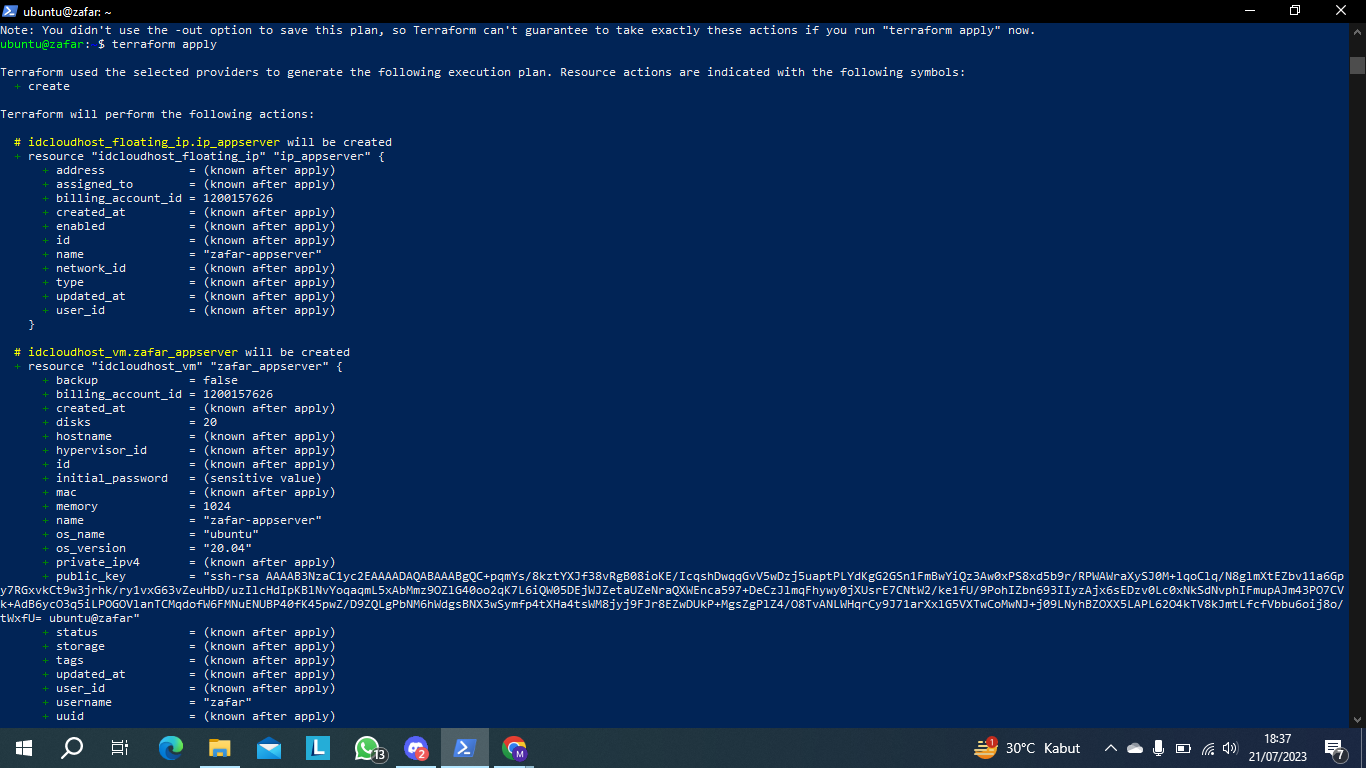 ubuntu@zafar: ~
Note: You didn't use the -out option to save this plan, so Terraform can't guarantee to take exactly these actions if you run "terraform apply" now.
ubuntu@zafar:~$ terraform apply
Terraform used the selected providers to generate the following execution plan. Resource actions are indicated with the following symbols:
+ create
Terraform will perform the following actions:
# idcloudhost_floating_ip.ip_appserver will be created
+ resource "idcloudhost_floating_ip" "ip_appserver" {
+ address = (known after apply)
+ assigned_to = (known after apply)
+ billing_account_id = 1200157626
+ created_at = (known after apply)
+ enabled = (known after apply)
+ id = (known after apply)
+ name = "zafar-appserver"
+ network_id = (known after apply)
+ type = (known after apply)
+ updated_at = (known after apply)
+ user_id = (known after apply)
}
# idcloudhost_vm.zafar_appserver will be created
+ resource "idcloudhost_vm" "zafar_appserver" {
+ backup = false
+ billing_account_id = 1200157626
+ created_at = (known after apply)
+ disks = 20
+ hostname = (known after apply)
+ hypervisor_id = (known after apply)
+ id = (known after apply)
+ initial_password = (sensitive value)
+ mac = (known after apply)
+ memory = 1024
+ name = "zafar-appserver"
+ os_name = "ubuntu"
+ os_version = "20.04"
+ private_ipv4 = (known after apply)
+ public_key = "ssh-rsa AAAAB3NzaC1yc2EAAAADAQABAAABgQC+pqmYs/8kztYXJf38vRgB08ioKE/IcqshDwqqGvV5wDzj5uaptPLYdKgG2GSn1FmBwYiQz3Aw0xPS8xd5b9r/RPWAWraXySJ0M+lqoClq/N8glmXtEZbv11a6Gp
y7RGxvkCt9w3jrhk/ry1vxG63vZeuHbD/uzIlcHdIpKBlNvYoqaqmL5xAbMmz9OZlG40oo2qK7L6iQW05DEjWJZetaUZeNraQXWEnca597+DeCzJlmqFhywy0jXUsrE7CNtW2/ke1fU/9PohIZbn693IIyzAjx6sEDzv0Lc0xNkSdNvphIFmupAJm43PO7CV
k+AdB6ycO3q5iLPOGOVlanTCMqdofW6FMNuENUBP40fK45pwZ/D9ZQLgPbNM6hWdgsBNX3wSymfp4tXHa4tsWM8jyj9FJr8EZwDUkP+MgsZgPlZ4/O8TvANLWHqrCy9J71arXxlG5VXTwCoMwNJ+j09LNyhBZOXX5LAPL62O4kTV8kJmtLfcfVbbu6oij8o/
tWxfU= ubuntu@zafar"
+ status = (known after apply)
+ storage = (known after apply)
+ tags = (known after apply)
+ updated_at = (known after apply)
+ user_id = (known after apply)
+ username = "zafar"
+ uuid = (known after apply)
L
13
2
M
1
30°C Kabut
18:37
21/07/2023
7